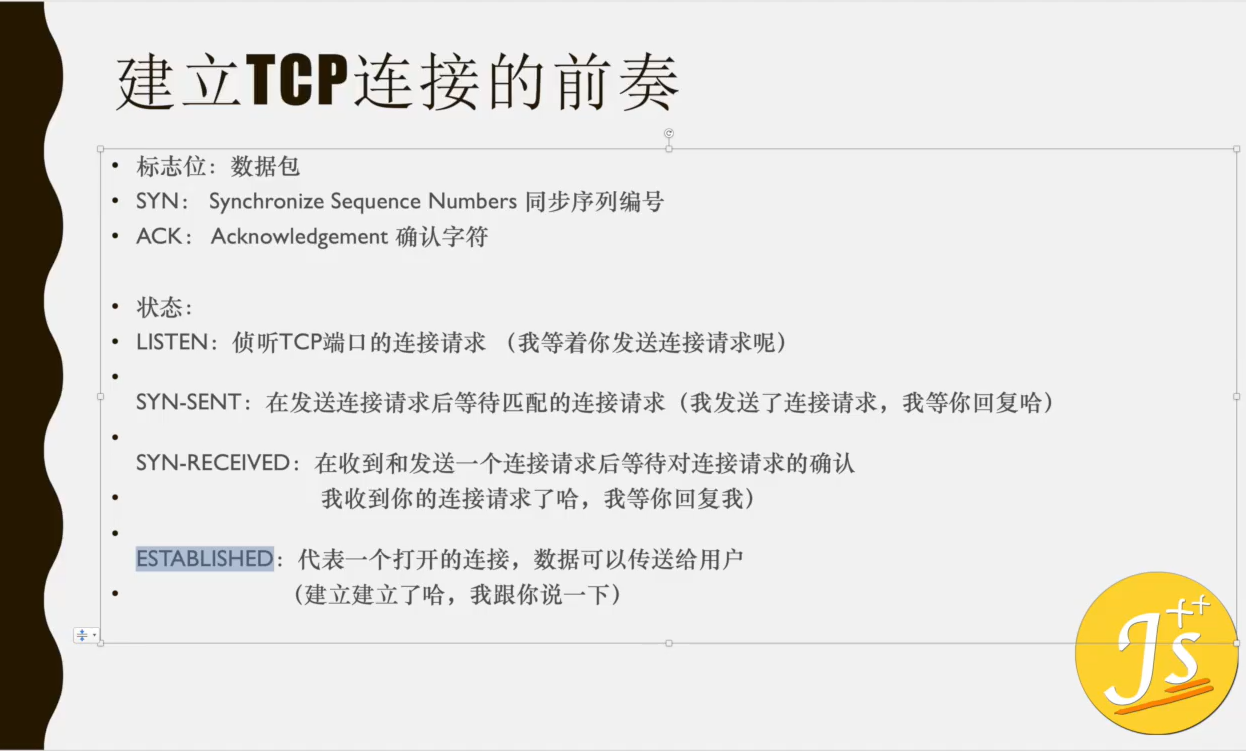 建立TCP连接的前奏
• 标志位：数据包
• SYN： Synchronize Sequence Numbers 同步序列编号
• ACK： Acknowledgement 确认字符
• 状态：
• LISTEN：侦听TCP端口的连接请求 （我等着你发送连接请求呢）
•
SYN-SENT：在发送连接请求后等待匹配的连接请求（我发送了连接请求，我等你回复哈）
•
SYN-RECEIVED：在收到和发送一个连接请求后等待对连接请求的确认
• 我收到你的连接请求了哈，我等你回复我）
•
ESTABLISHED：代表一个打开的连接，数据可以传送给用户
• （建立建立了哈，我跟你说一下）
Js++